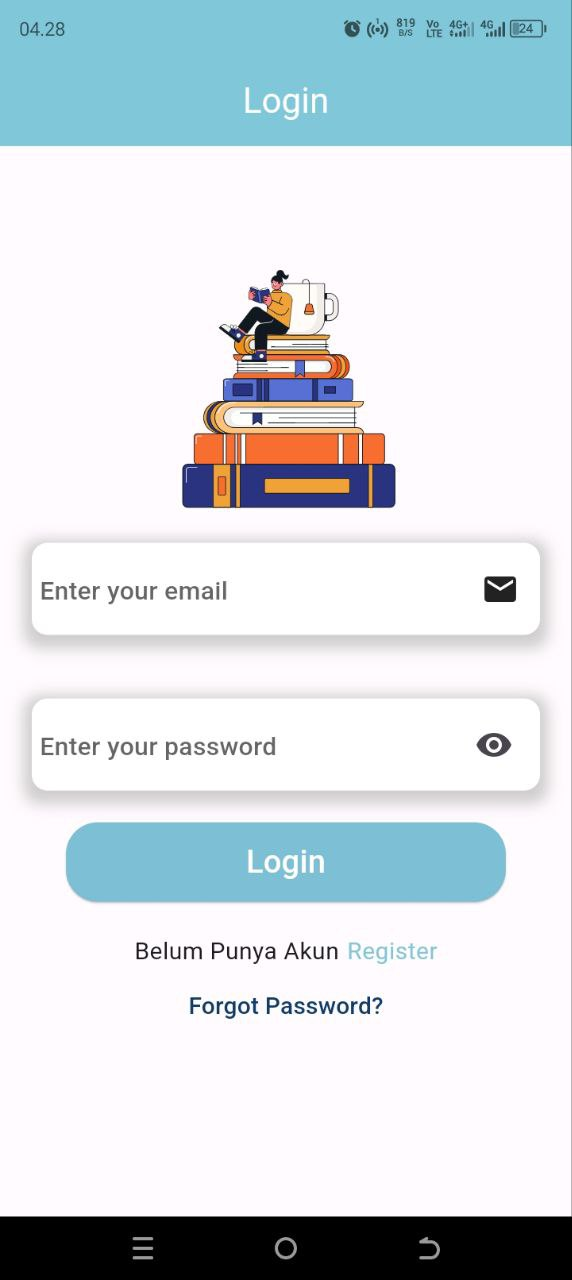 04.28
819 B/S Vo LTE 4G+ 4G 24
Login
Enter your email
Enter your password
Login
Belum Punya Akun Register
Forgot Password?